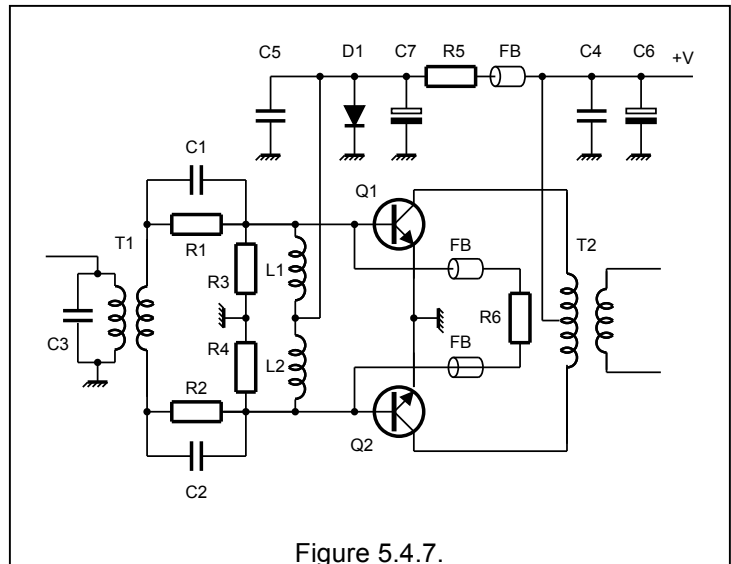 C5 D1 C7 R5 FB C4 C6 +V
C1
Q1
T1 R1 FB T2
R3 L1
C3 R6
R4 L2 FB
R2
Q2
C2
Figure 5.4.7.